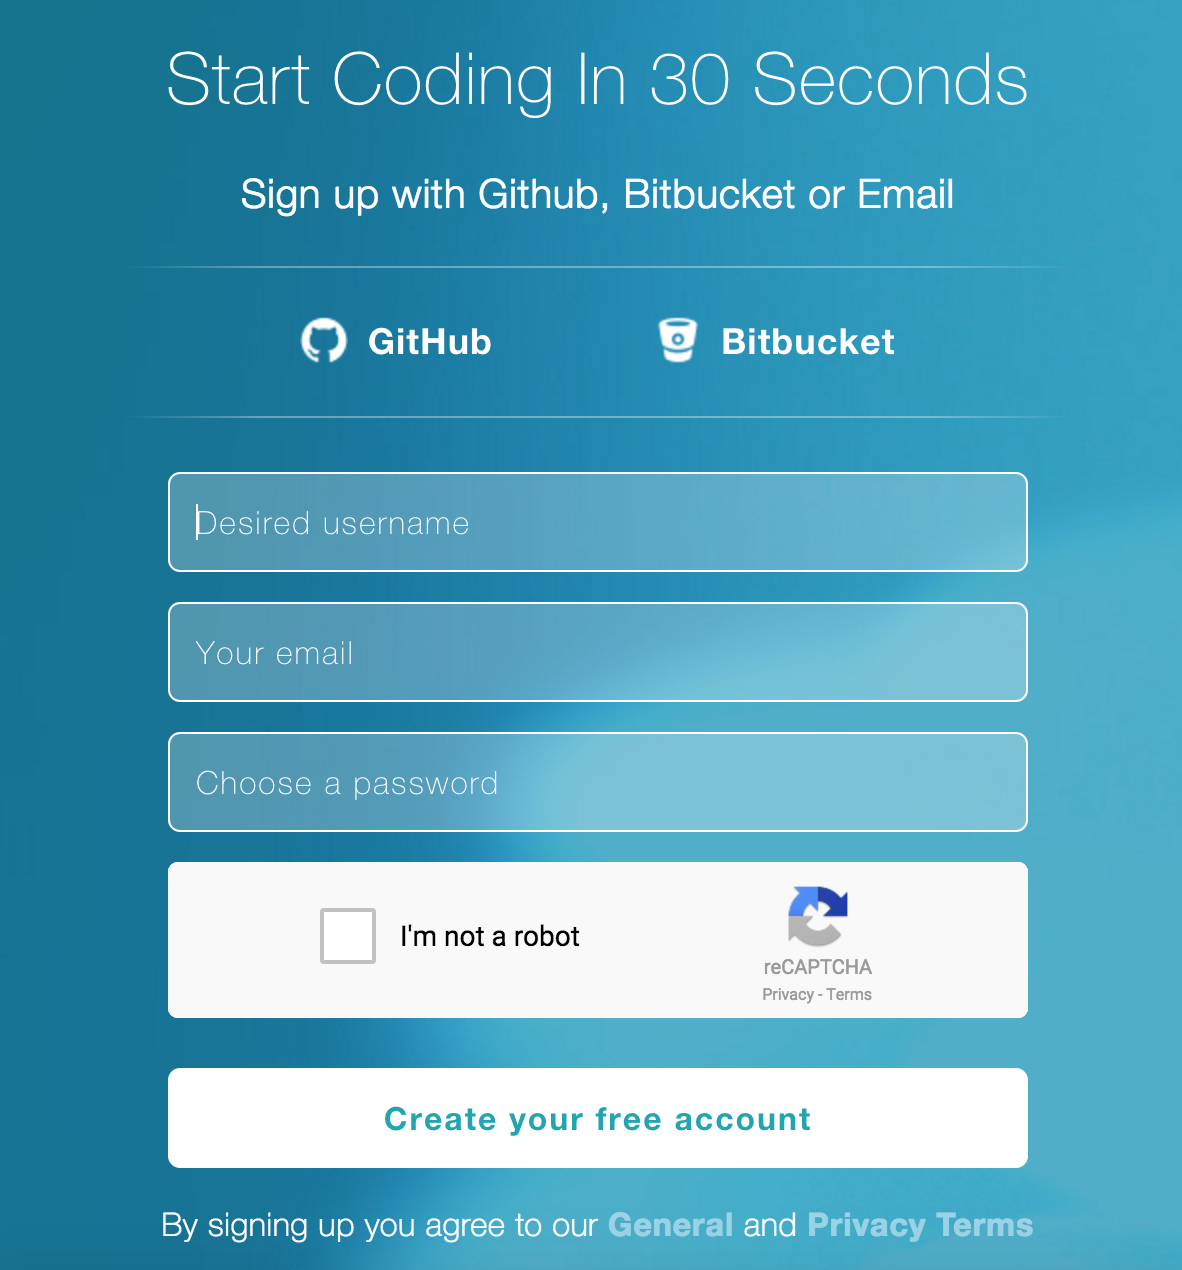 Start Coding In 30 Seconds
Sign up with Github, Bitbucket or Email
GitHub
Bitbucket
Desired username
Your email
Choose a password
I'm not a robot
reCAPTCHA
Privacy - Terms
Create your free account
By signing up you agree to our General and Privacy Terms